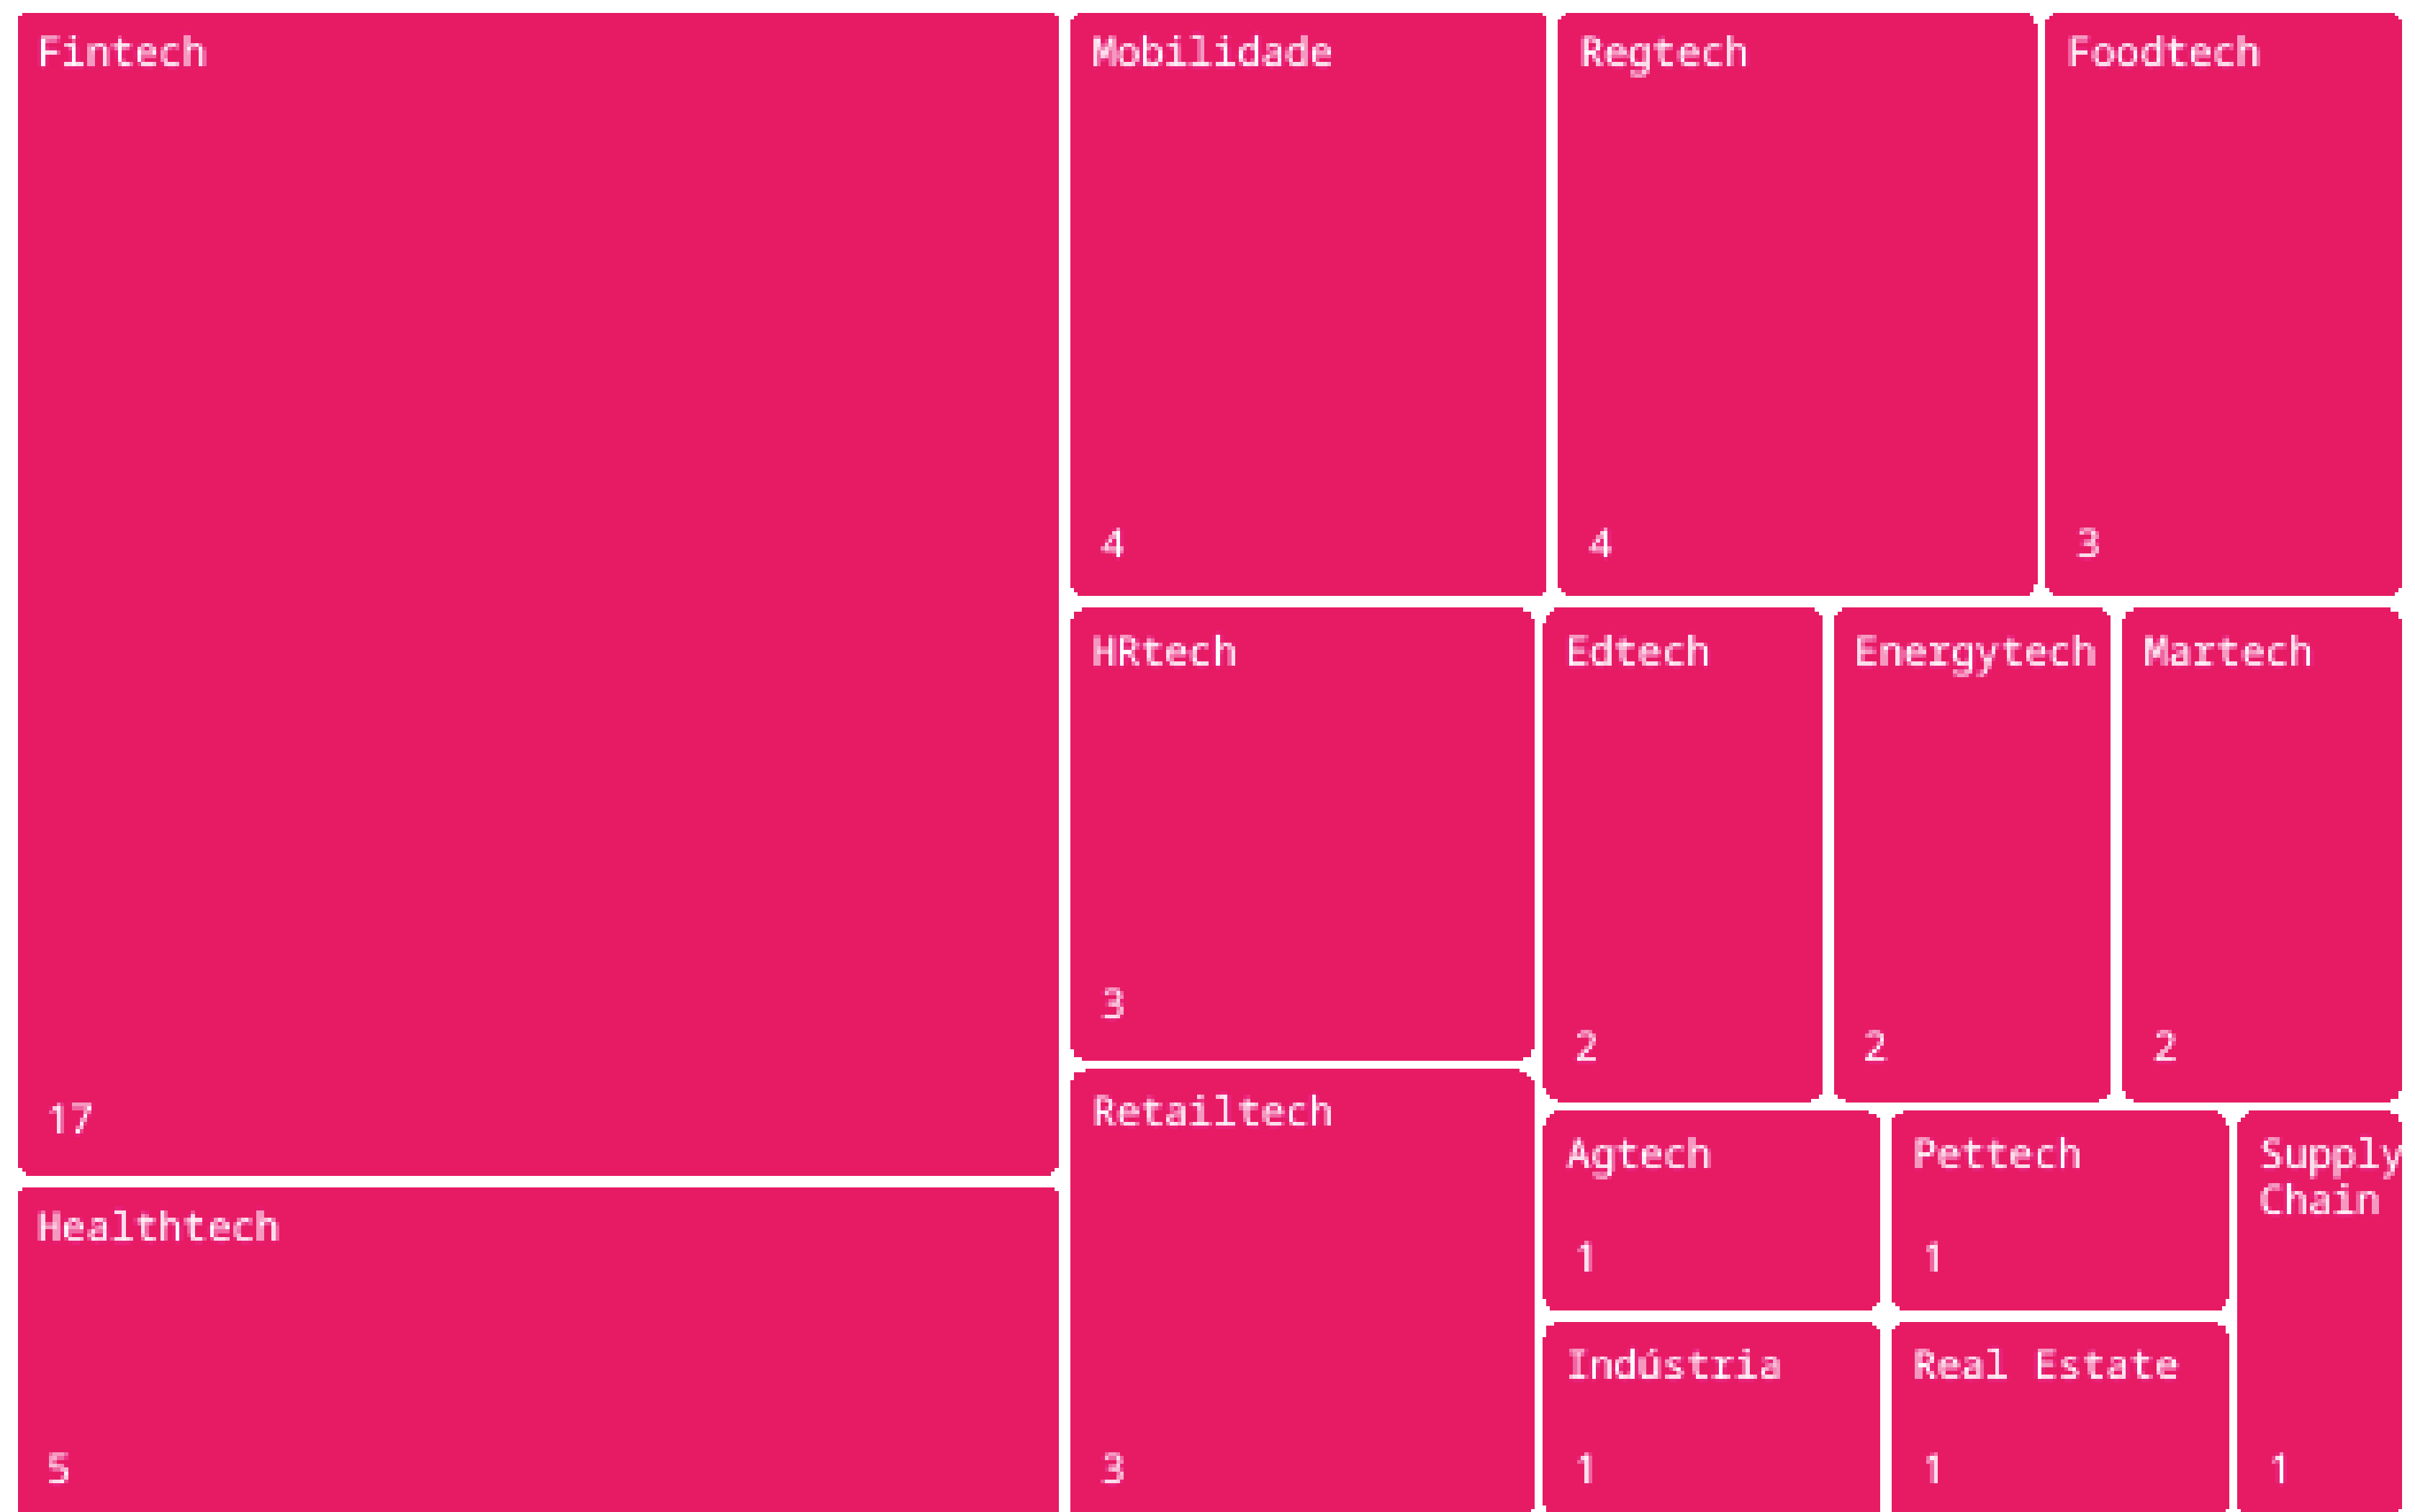 Fintech
17
Healthtech
5
Mobilidade
4
Regtech
4
Foodtech
3
HRtech
3
Retailtech
3
Edtech
2
Energytech
2
Martech
2
Agtech
1
Pettech
1
Indústria
1
Real Estate
1
Supply
Chain
1